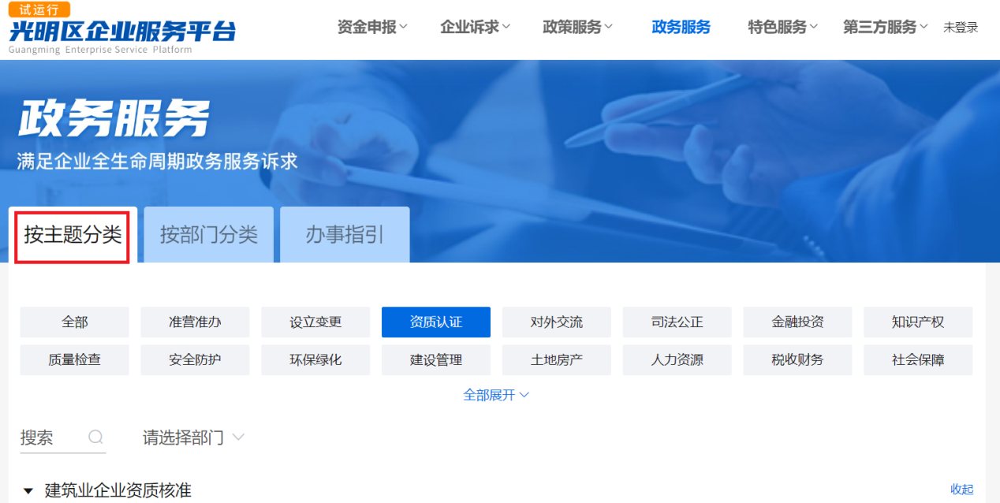 试运行
光明区企业服务平台
Guangming Enterprise Service Platform
资金申报 企业诉求 政策服务 政务服务 特色服务 第三方服务 未登录
政务服务
满足企业全生命周期政务服务诉求
按主题分类 按部门分类 办事指引
全部 准营准办 设立变更 资质认证 对外交流 司法公正 金融投资 知识产权
质量检查 安全防护 环保绿化 建设管理 土地房产 人力资源 税收财务 社会保障
全部展开
搜索 请选择部门
建筑业企业资质核准 收起